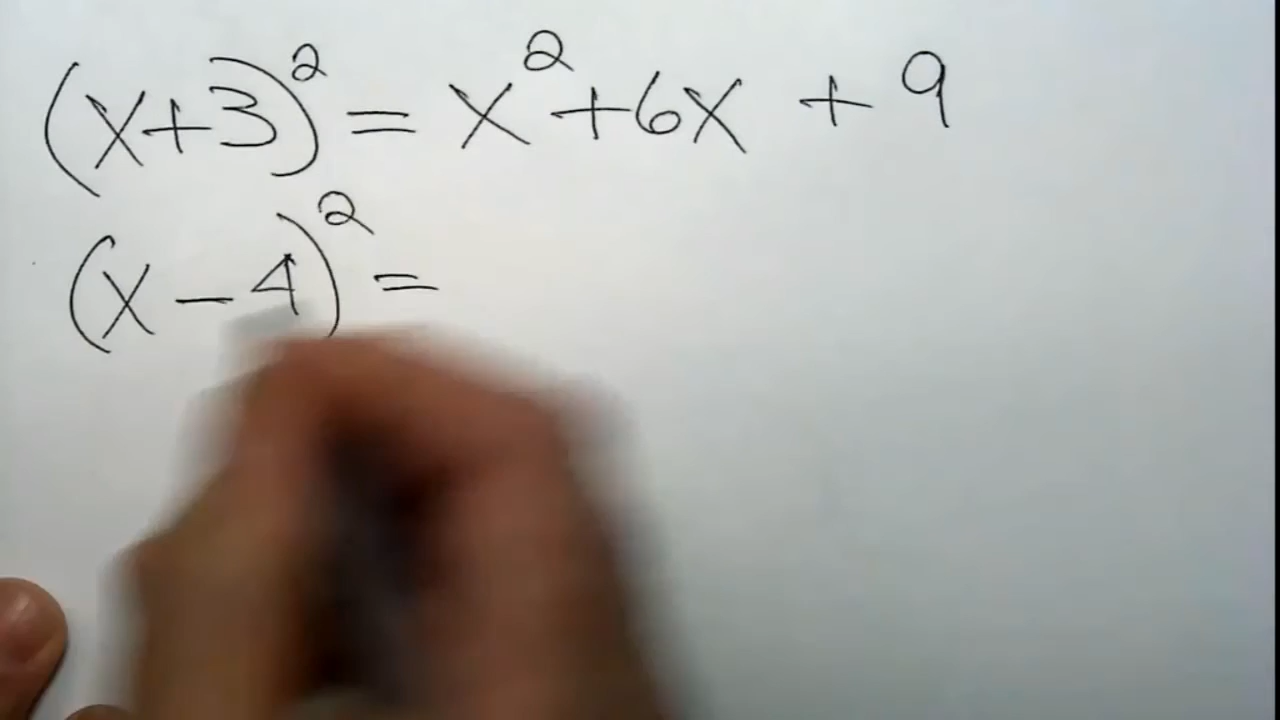 (x+3)² = x² + 6x + 9
(x - 4)² =